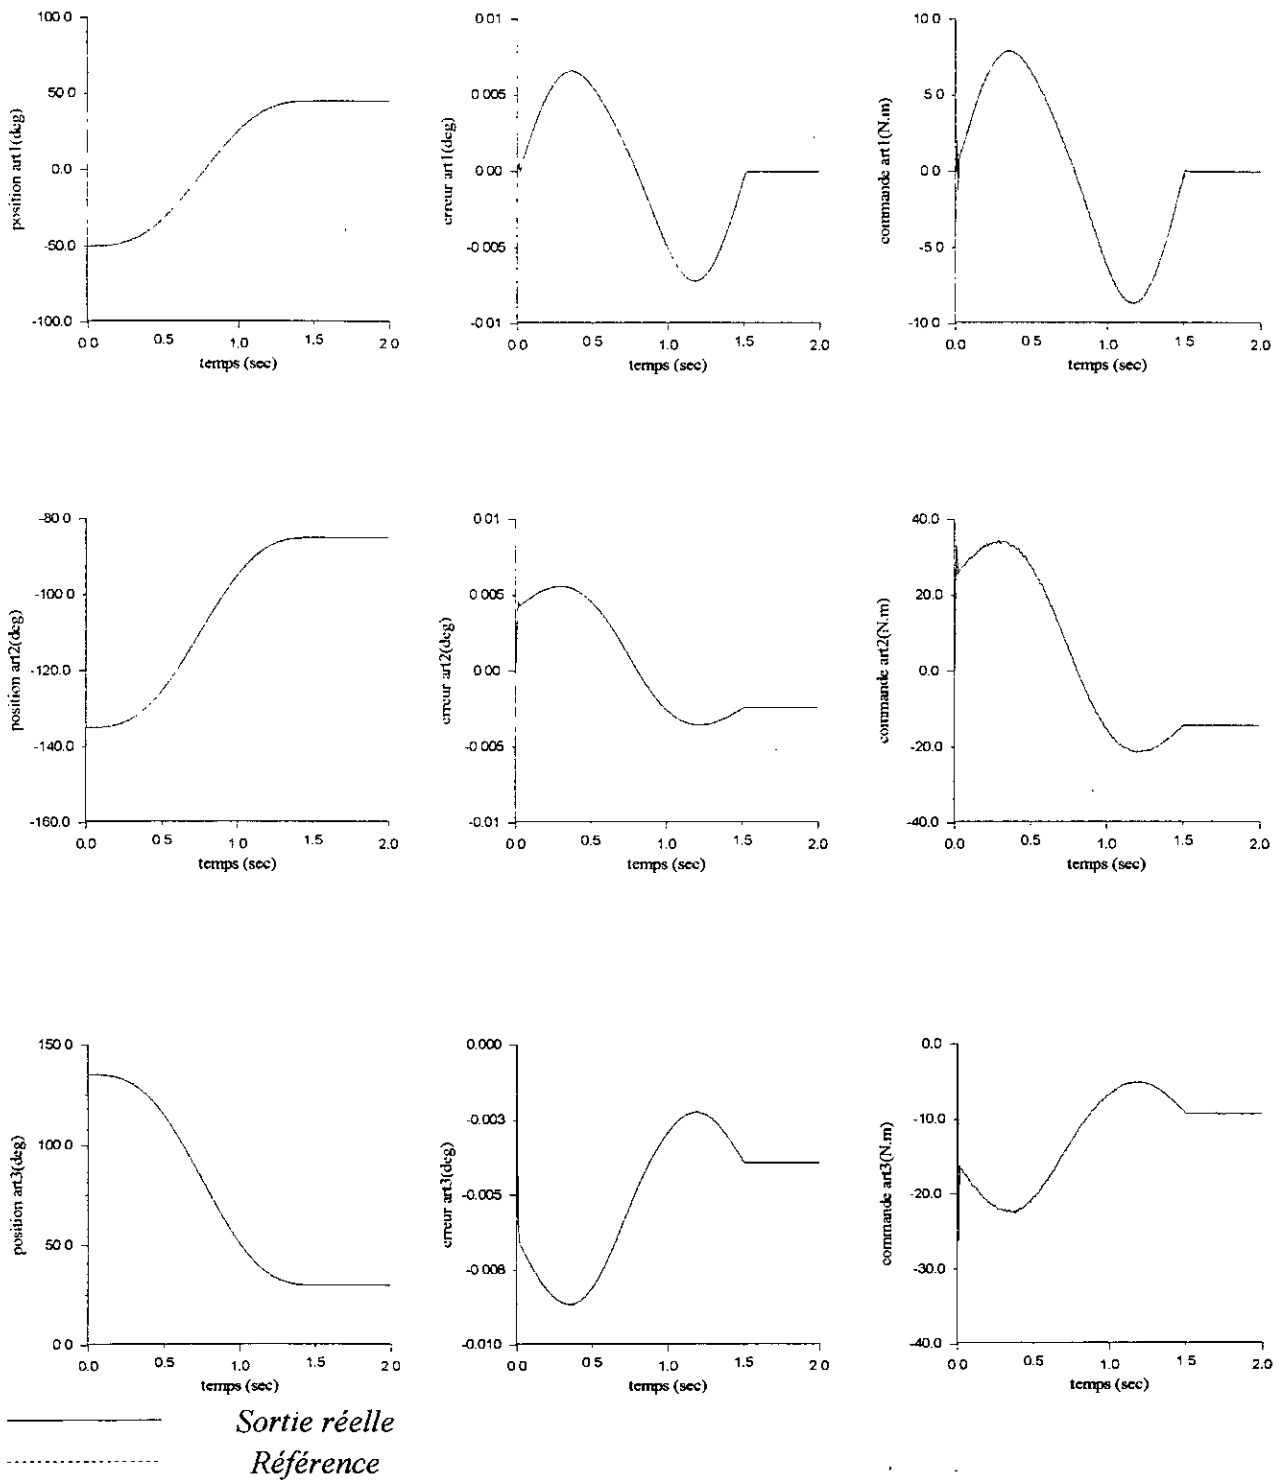 position art1(deg)
100.0
50.0
0.0
-50.0
-100.0
0.0 0.5 1.0 1.5 2.0
temps (sec)
erreur art1(deg)
0.01
0.005
0.00
-0.005
-0.01
0.0 0.5 1.0 1.5 2.0
temps (sec)
commande art1(N.m)
10.0
5.0
0.0
-5.0
-10.0
0.0 0.5 1.0 1.5 2.0
temps (sec)
position art2(deg)
-80.0
-100.0
-120.0
-140.0
-160.0
0.0 0.5 1.0 1.5 2.0
temps (sec)
erreur art2(deg)
0.01
0.005
0.00
-0.005
-0.01
0.0 0.5 1.0 1.5 2.0
temps (sec)
commande art2(N.m)
40.0
20.0
0.0
-20.0
-40.0
0.0 0.5 1.0 1.5 2.0
temps (sec)
position art3(deg)
150.0
100.0
50.0
0.0
0.0 0.5 1.0 1.5 2.0
temps (sec)
erreur art3(deg)
0.000
-0.003
-0.005
-0.008
-0.010
0.0 0.5 1.0 1.5 2.0
temps (sec)
commande art3(N.m)
0.0
-10.0
-20.0
-30.0
-40.0
0.0 0.5 1.0 1.5 2.0
temps (sec)
Sortie réelle
Référence